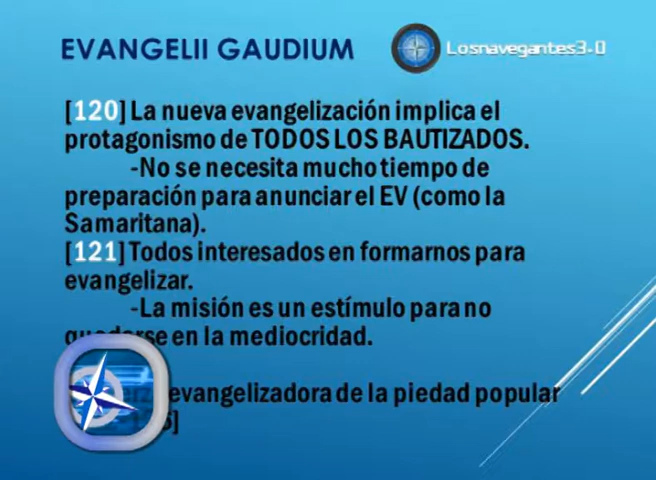 EVANGELII GAUDIUM
Losnavegantes3.0
[120] La nueva evangelización implica el
protagonismo de TODOS LOS BAUTIZADOS.
-No se necesita mucho tiempo de
preparación para anunciar el EV (como la
Samaritana).
[121] Todos interesados en formarnos para
evangelizar.
-La misión es un estímulo para no
quedarse en la mediocridad.
evangelizadora de la piedad popular